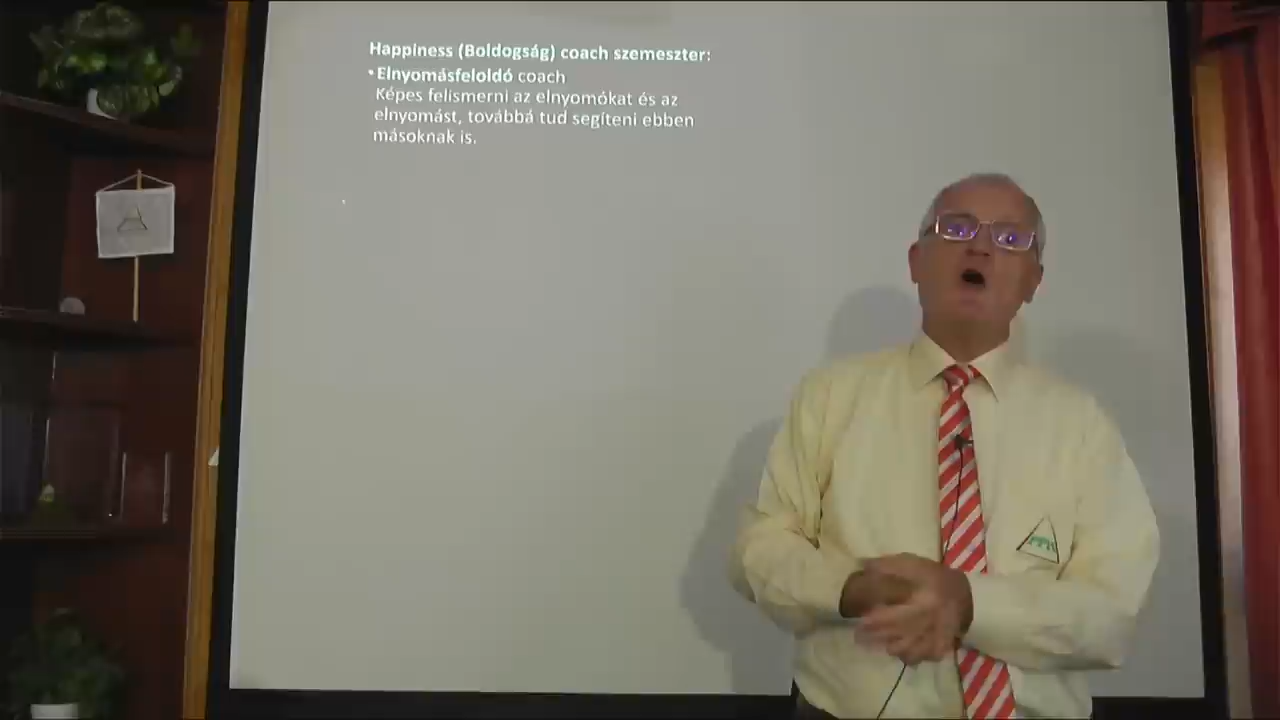 Happiness (Boldogság) coach szemeszter:
• Elnyomásfeloldó coach
Képes felismerni az elnyomókat és az
elnyomást, továbbá tud segíteni ebben
másoknak is.